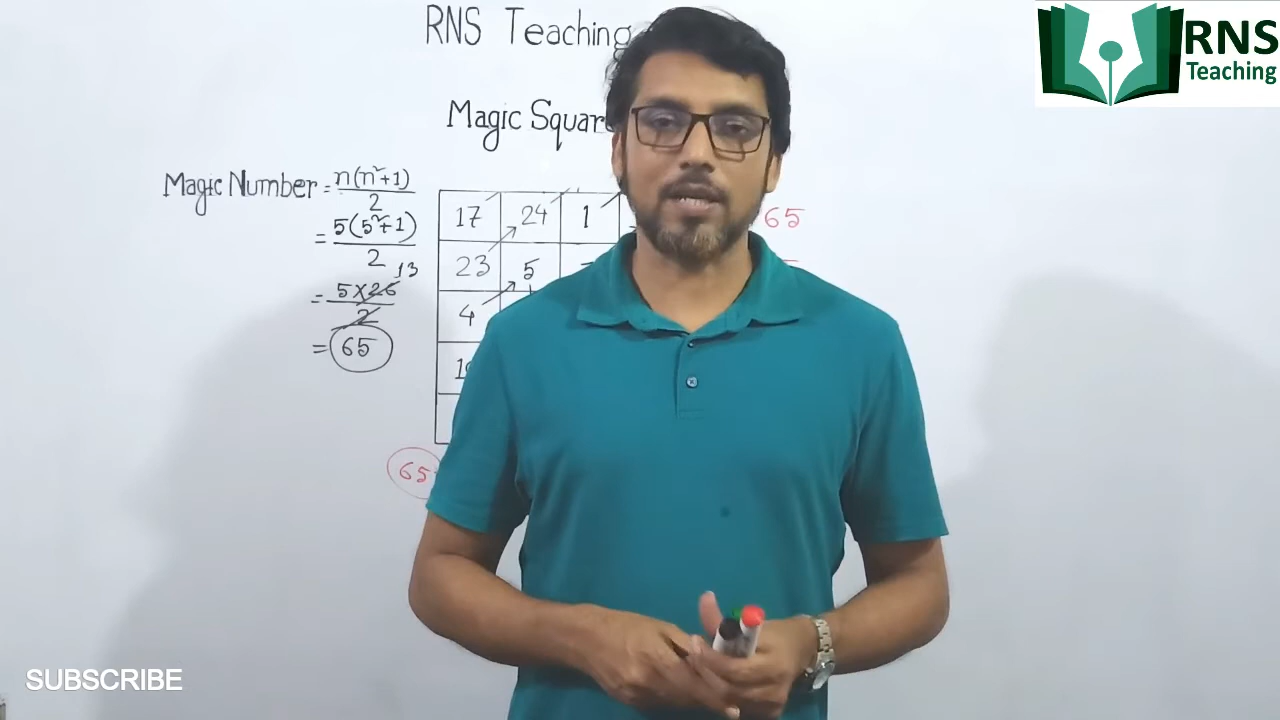 RNS Teaching
RNS
Teaching
Magic Squar
Magic Number = n(n²+1)
2
= 5(5²+1)
2
13
= 5×26
2
= 65
17 24 1
23 5
4
65
65
SUBSCRIBE